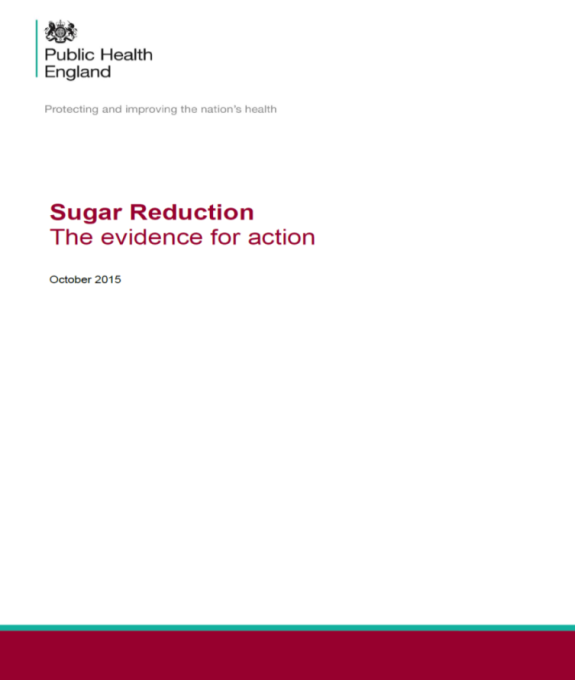 Public Health
England
Protecting and improving the nation's health
Sugar Reduction
The evidence for action
October 2015